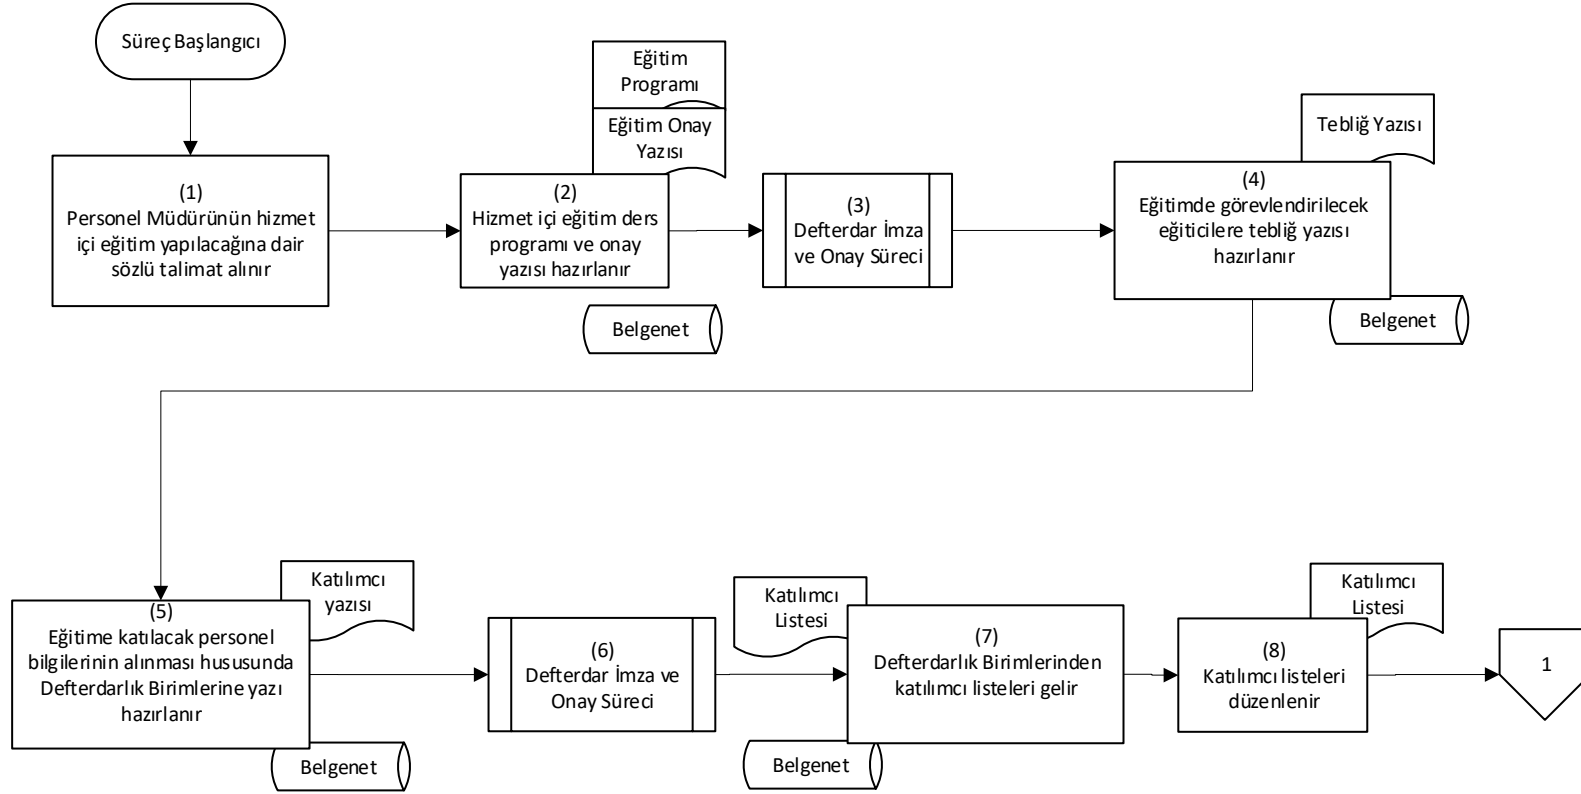 Süreç Başlangıcı
Eğitim
Programı
Eğitim Onay
Yazısı
Tebliğ Yazısı
(1)
Personel Müdürünün hizmet
içi eğitim yapılacağına dair
sözlü talimat alınır
(2)
Hizmet içi eğitim ders
programı ve onay
yazısı hazırlanır
Belgenet
(3)
Defterdar İmza
ve Onay Süreci
(4)
Eğitimde görevlendirilecek
eğiticilere tebliğ yazısı
hazırlanır
Belgenet
Katılımcı
yazısı
(5)
Eğitime katılacak personel
bilgilerinin alınması hususunda
Defterdarlık Birimlerine yazı
hazırlanır
Belgenet
(6)
Defterdar İmza ve
Onay Süreci
Katılımcı
Listesi
(7)
Defterdarlık Birimlerinden
katılımcı listeleri gelir
Belgenet
Katılımcı
Listesi
(8)
Katılımcı listeleri
düzenlenir
1